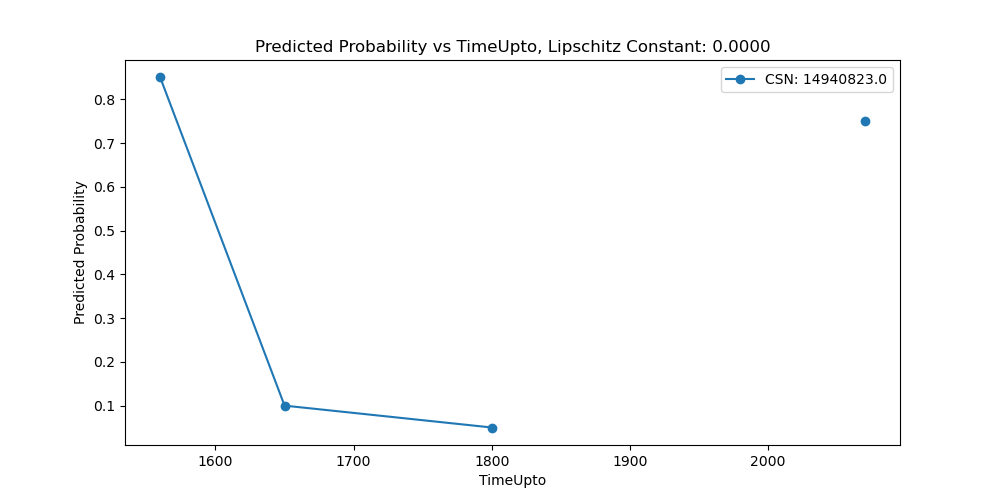 Predicted Probability vs TimeUpto, Lipschitz Constant: 0.0000
CSN: 14940823.0
Predicted Probability
0.8
0.7
0.6
0.5
0.4
0.3
0.2
0.1
1600 1700 1800 1900 2000
TimeUpto